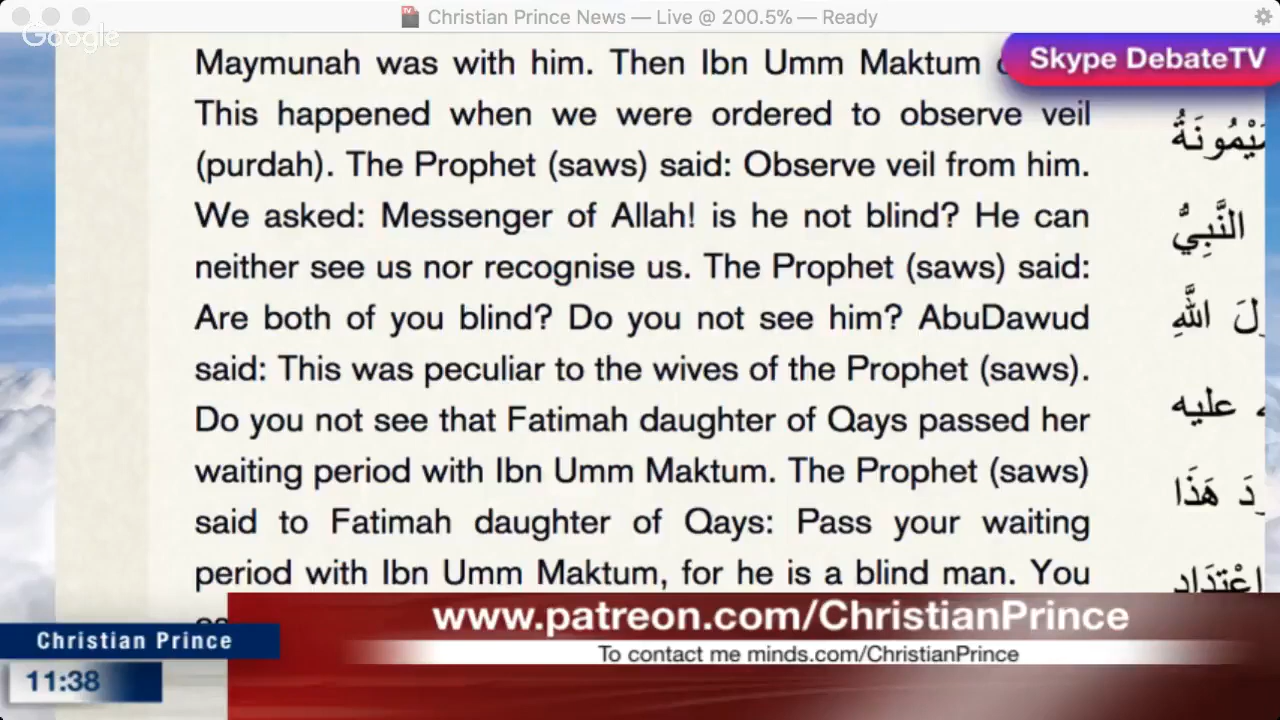 Christian Prince News — Live @ 200.5% — Ready
Google
Skype DebateTV
Maymunah was with him. Then Ibn Umm Maktum
This happened when we were ordered to observe veil
(purdah). The Prophet (saws) said: Observe veil from him.
We asked: Messenger of Allah! is he not blind? He can
neither see us nor recognise us. The Prophet (saws) said:
Are both of you blind? Do you not see him? AbuDawud
said: This was peculiar to the wives of the Prophet (saws).
Do you not see that Fatimah daughter of Qays passed her
waiting period with Ibn Umm Maktum. The Prophet (saws)
said to Fatimah daughter of Qays: Pass your waiting
period with Ibn Umm Maktum, for he is a blind man. You
النَّبِيُّ
اللَّهِ
عليه
هَذَا
www.patreon.com/ChristianPrince
To contact me minds.com/ChristianPrince
Christian Prince
11:38